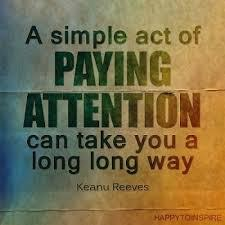 A simple act of
PAYING
ATTENTION
can take you a
long long way
Keanu Reeves
HAPPYTOINSPIRE